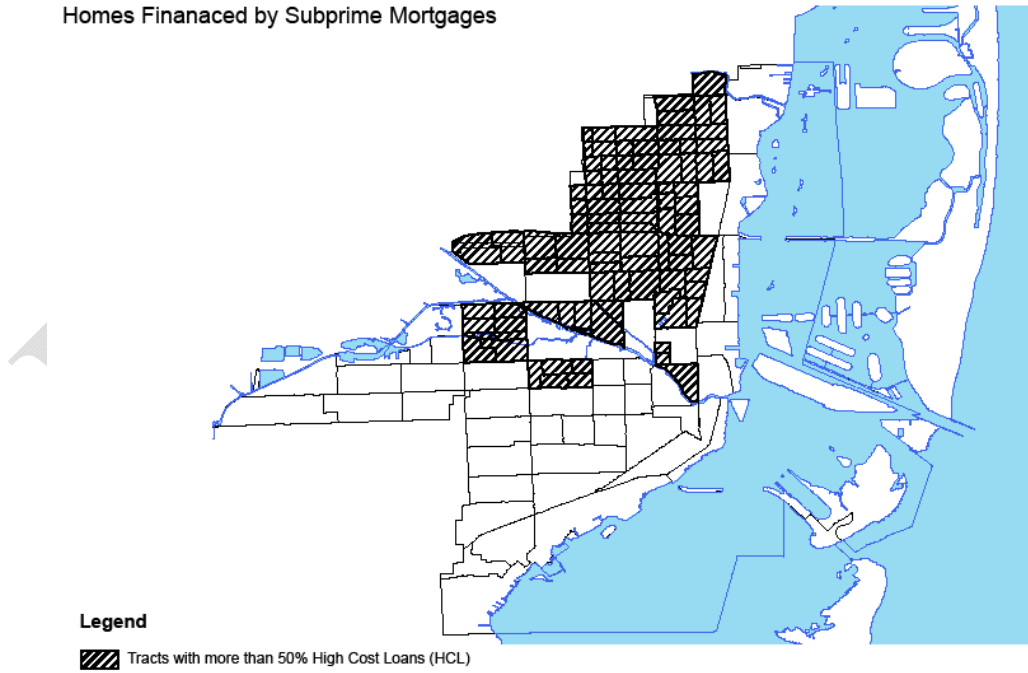 Homes Finanaced by Subprime Mortgages
Legend
Tracts with more than 50% High Cost Loans (HCL)